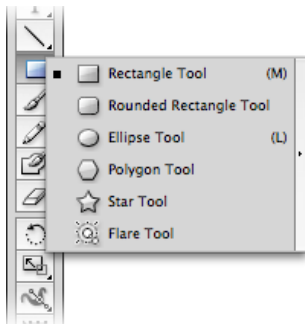 T
Rectangle Tool (M)
Rounded Rectangle Tool
Ellipse Tool (L)
Polygon Tool
Star Tool
Flare Tool